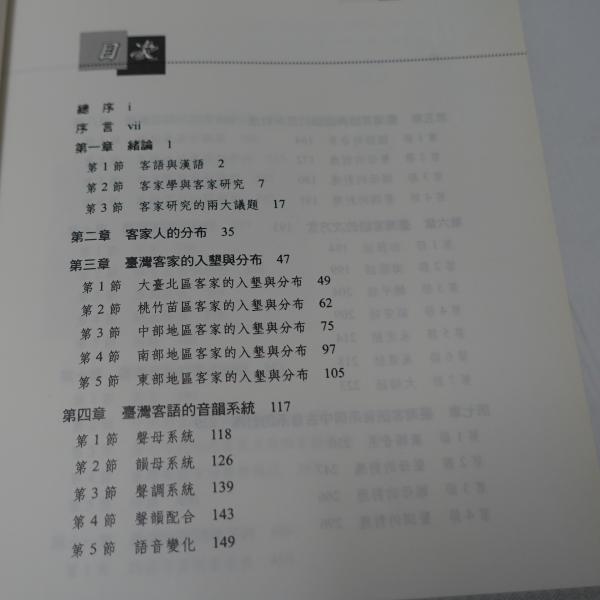 目次
總序 i
序言 vii
第一章 緒論 1
第1節 客語與漢語 2
第2節 客家學與客家研究 7
第3節 客家研究的兩大議題 17
第二章 客家人的分布 35
第三章 臺灣客家的入墾與分布 47
第1節 大臺北區客家的入墾與分布 49
第2節 桃竹苗區客家的入墾與分布 62
第3節 中部地區客家的入墾與分布 75
第4節 南部地區客家的入墾與分布 97
第5節 東部地區客家的入墾與分布 105
第四章 臺灣客語的音韻系統 117
第1節 聲母系統 118
第2節 韻母系統 126
第3節 聲調系統 139
第4節 聲韻配合 143
第5節 語音變化 149